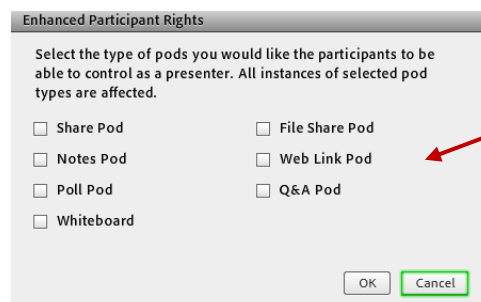 Enhanced Participant Rights
Select the type of pods you would like the participants to be
able to control as a presenter. All instances of selected pod
types are affected.
Share Pod
File Share Pod
Notes Pod
Web Link Pod
Poll Pod
Q&A Pod
Whiteboard
OK
Cancel